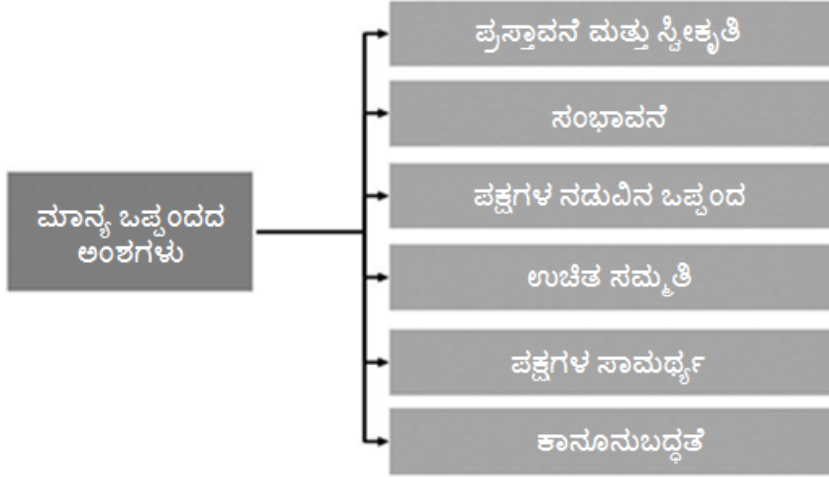 ಮಾನ್ಯ ಒಪ್ಪಂದದ
ಅಂಶಗಳು
ಪ್ರಸ್ತಾವನೆ ಮತ್ತು ಸ್ವೀಕೃತಿ
ಸಂಭಾವನೆ
ಪಕ್ಷಗಳ ನಡುವಿನ ಒಪ್ಪಂದ
ಉಚಿತ ಸಮ್ಮತಿ
ಪಕ್ಷಗಳ ಸಾಮರ್ಥ್ಯ
ಕಾನೂನುಬದ್ಧತೆ